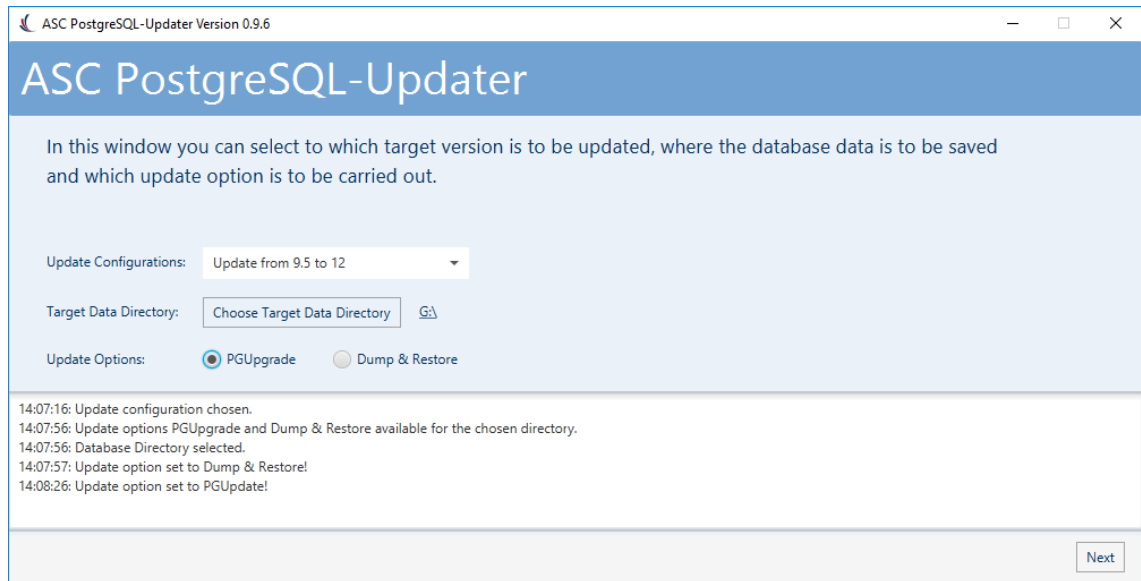 ASC PostgreSQL-Updater Version 0.9.6
ASC PostgreSQL-Updater
In this window you can select to which target version is to be updated, where the database data is to be saved
and which update option is to be carried out.
Update Configurations: Update from 9.5 to 12
Target Data Directory: Choose Target Data Directory G:\
Update Options: PGUpgrade Dump & Restore
14:07:16: Update configuration chosen.
14:07:56: Update options PGUpgrade and Dump & Restore available for the chosen directory.
14:07:56: Database Directory selected.
14:07:57: Update option set to Dump & Restore!
14:08:26: Update option set to PGUpdate!
Next